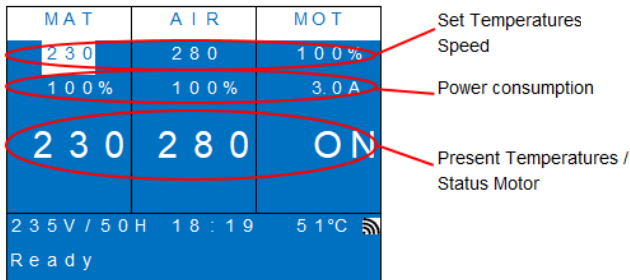 MAT AIR MOT
230 280 100%
100% 100% 3.0A
230 280 ON
235V/50H 18:19 51°C
Ready
Set Temperatures
Speed
Power consumption
Present Temperatures /
Status Motor